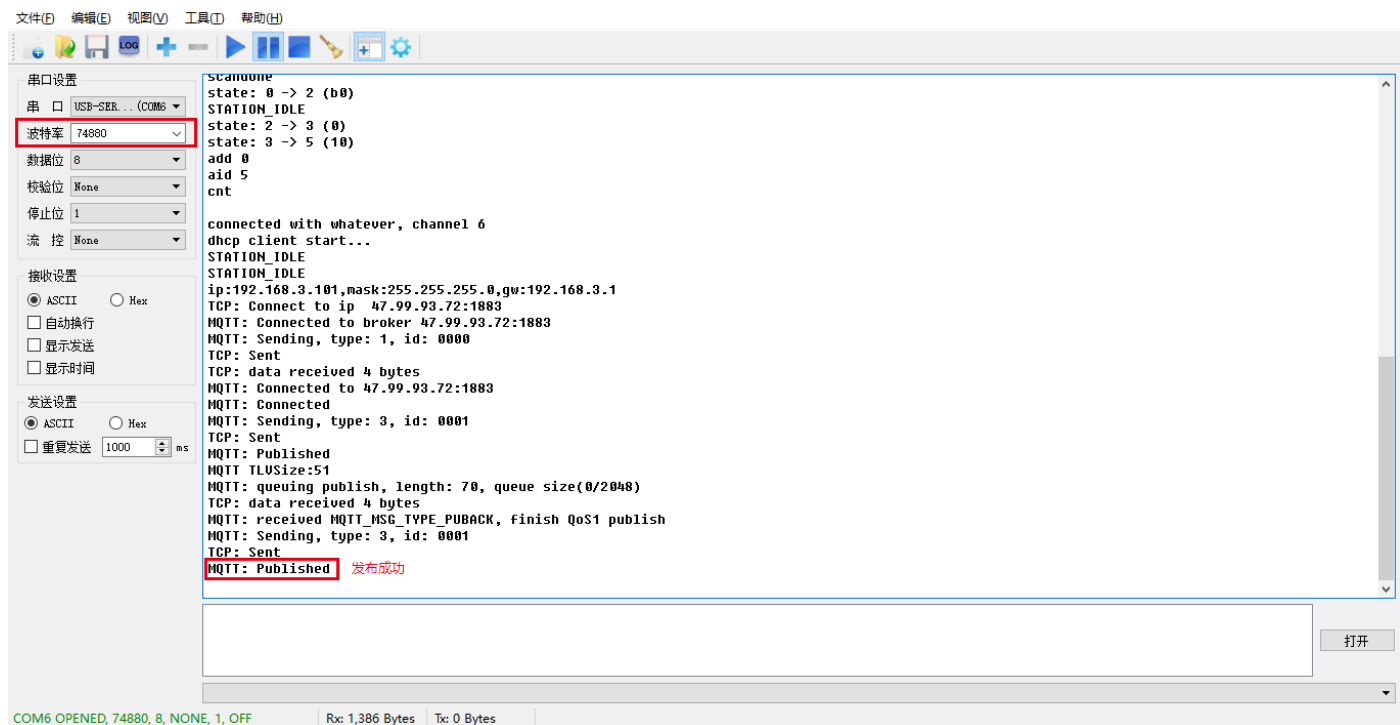 文件(F) 编辑(E) 视图(V) 工具(T) 帮助(H)
LOG
串口设置
串 口 USB-SER...(COM6
波特率 74880
数据位 8
校验位 None
停止位 1
流 控 None
接收设置
ASCII Hex
自动换行
显示发送
显示时间
发送设置
ASCII Hex
重复发送 1000 ms
scandone
state: 0 -> 2 (b0)
STATION_IDLE
state: 2 -> 3 (0)
state: 3 -> 5 (10)
add 0
aid 5
cnt
connected with whatever, channel 6
dhcp client start...
STATION_IDLE
STATION_IDLE
ip:192.168.3.101,mask:255.255.255.0,gw:192.168.3.1
TCP: Connect to ip  47.99.93.72:1883
MQTT: Connected to broker 47.99.93.72:1883
MQTT: Sending, type: 1, id: 0000
TCP: Sent
TCP: data received 4 bytes
MQTT: Connected to 47.99.93.72:1883
MQTT: Connected
MQTT: Sending, type: 3, id: 0001
TCP: Sent
MQTT: Published
MQTT TLVSize:51
MQTT: queuing publish, length: 70, queue size(0/2048)
TCP: data received 4 bytes
MQTT: received MQTT_MSG_TYPE_PUBACK, finish QoS1 publish
MQTT: Sending, type: 3, id: 0001
TCP: Sent
MQTT: Published 发布成功
打开
COM6 OPENED, 74880, 8, NONE, 1, OFF Rx: 1,386 Bytes Tx: 0 Bytes